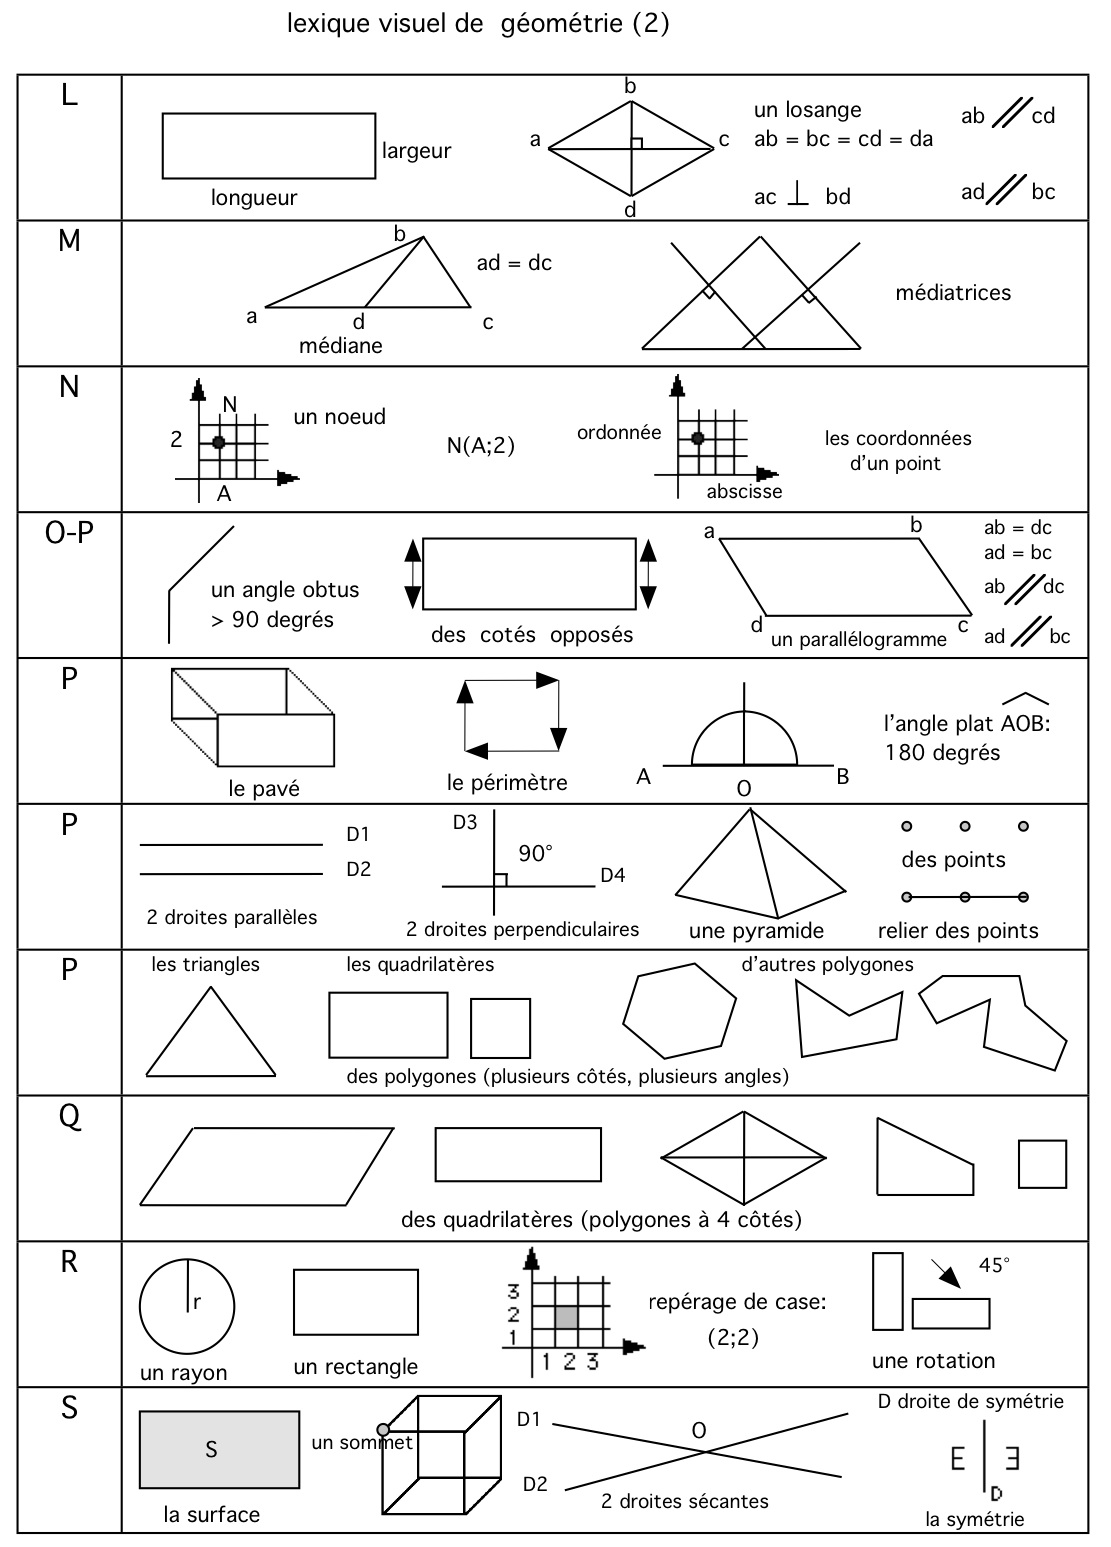 lexique visuel de géométrie (2)
L
largeur
longueur
b
a
c
d
un losange
ab = bc = cd = da
ac ⊥ bd
ab // cd
ad // bc
M
b
a
d
c
médiane
ad = dc
médiatrices
N
N
2
A
un noeud
N(A;2)
ordonnée
abscisse
les coordonnées
d'un point
O-P
un angle obtus
> 90 degrés
des cotés opposés
a
b
d
c
un parallélogramme
ab = dc
ad = bc
ab // dc
ad // bc
P
le pavé
le périmètre
A
O
B
l'angle plat AOB:
180 degrés
P
D1
D2
2 droites parallèles
D3
90°
D4
2 droites perpendiculaires
une pyramide
des points
relier des points
P
les triangles
les quadrilatères
d'autres polygones
des polygones (plusieurs côtés, plusieurs angles)
Q
des quadrilatères (polygones à 4 côtés)
R
r
un rayon
un rectangle
3
2
1
1 2 3
repérage de case:
(2;2)
45°
une rotation
S
S
la surface
un sommet
D1
O
D2
2 droites sécantes
D droite de symétrie
E Ǝ
D
la symétrie